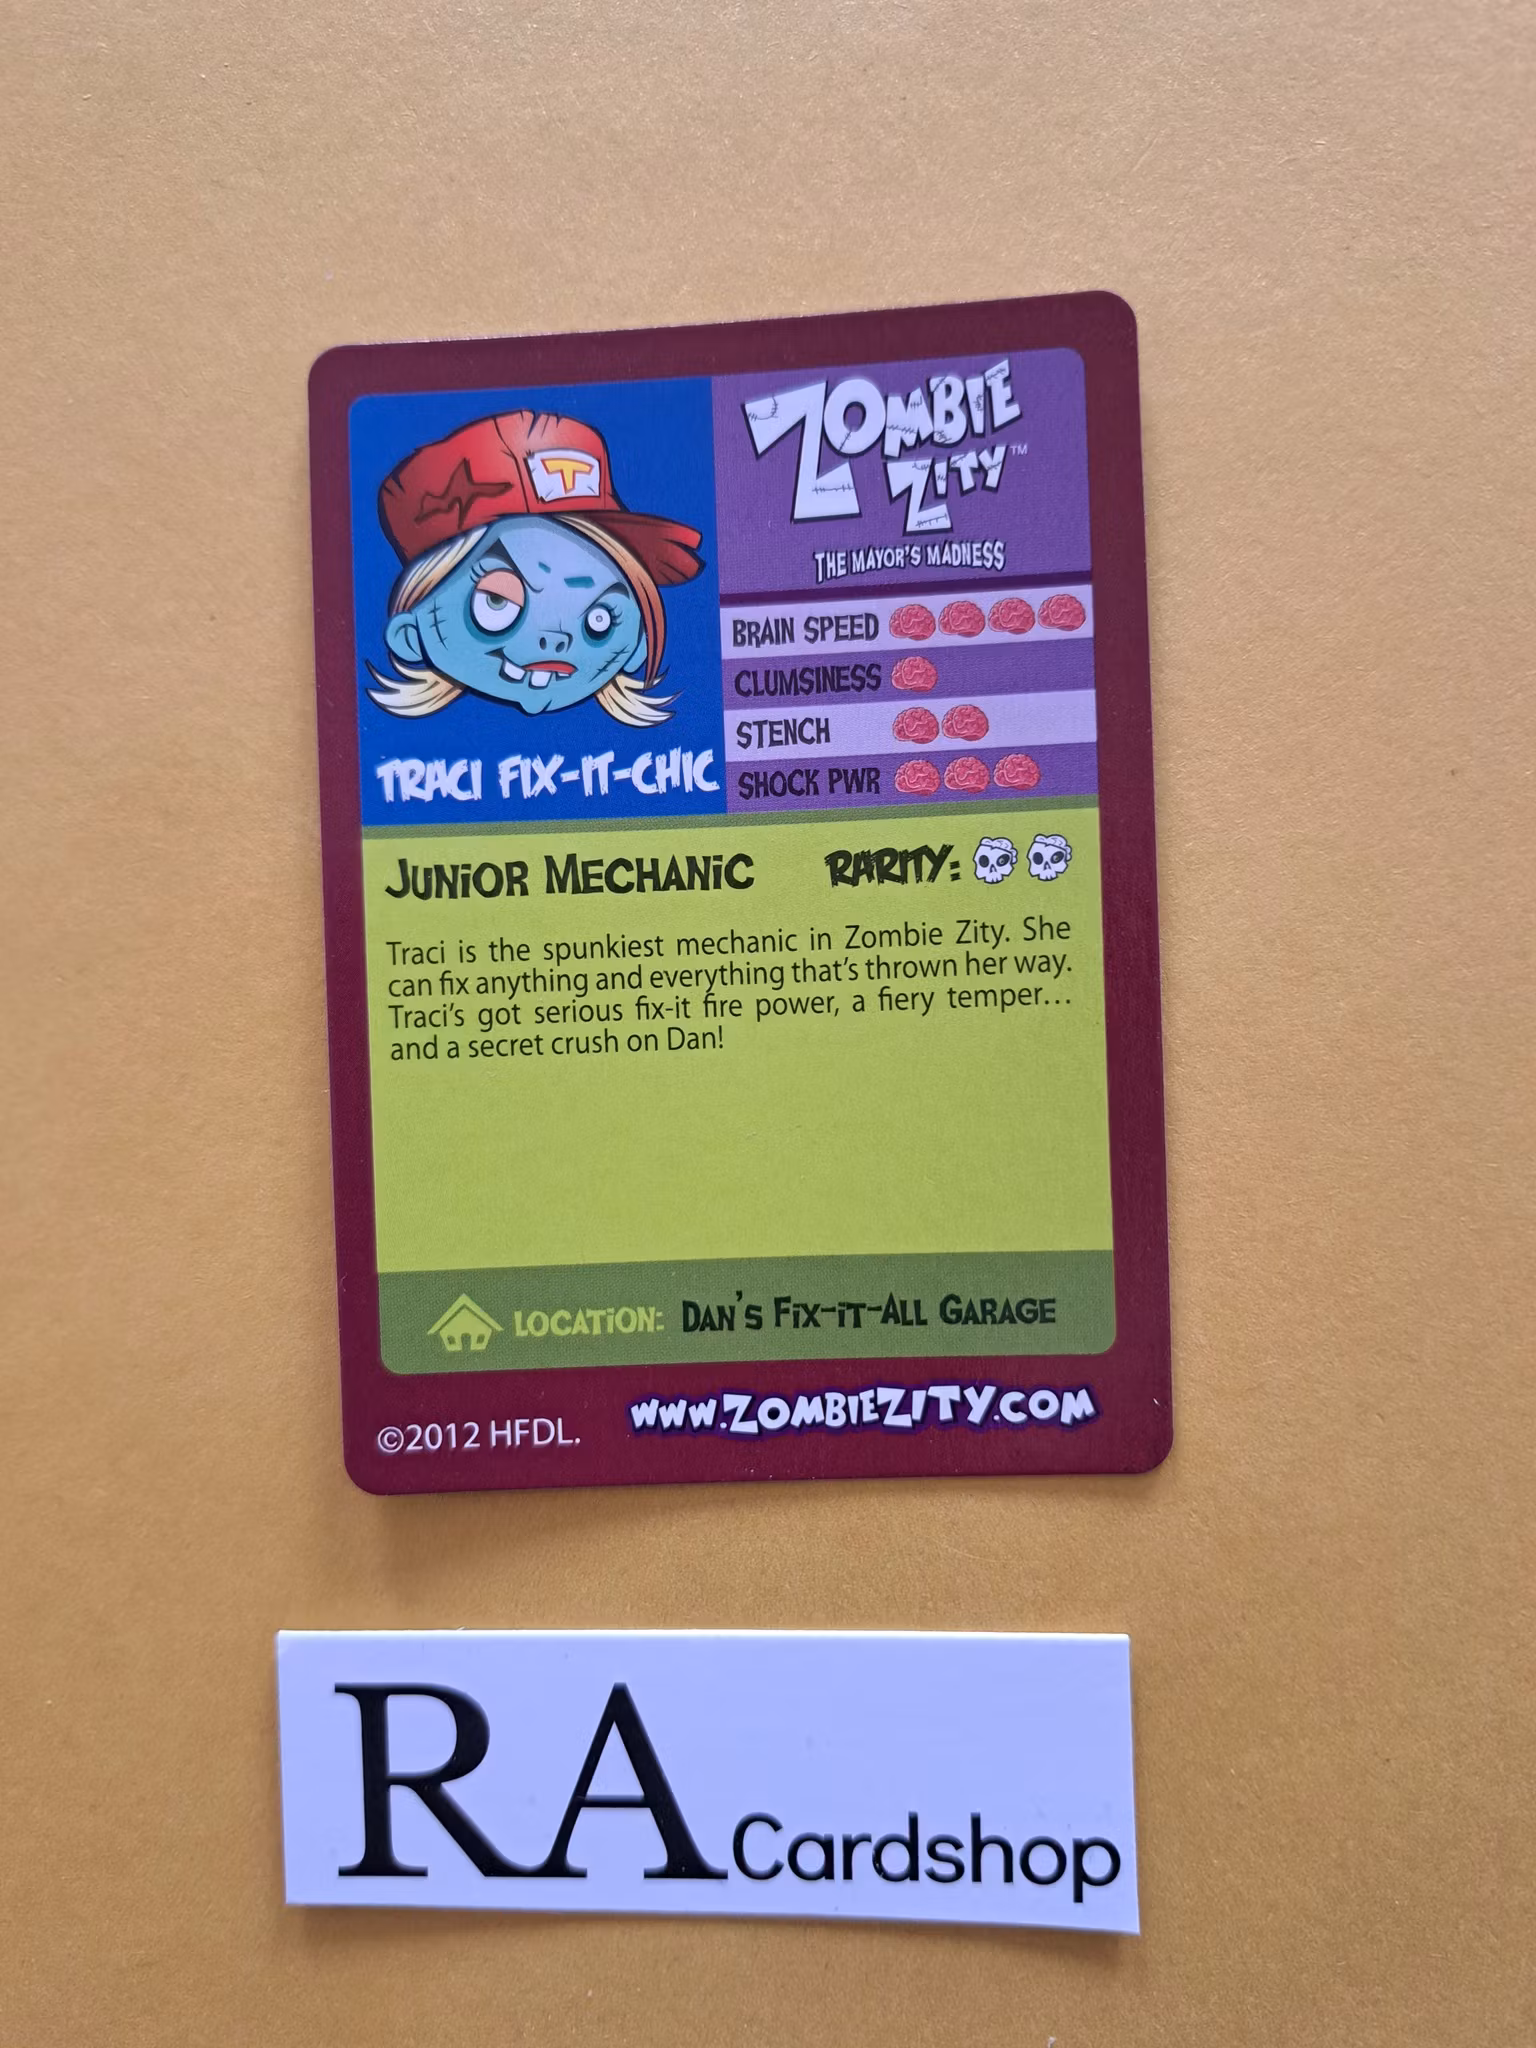 T
ZOMBIE
ZITY™
THE MAYOR'S MADNESS
BRAIN SPEED
CLUMSINESS
STENCH
SHOCK PWR
TRACI FIX-IT-CHIC
JUNiOR MECHANiC
RARITY:
Traci is the spunkiest mechanic in Zombie Zity. She
can fix anything and everything that's thrown her way.
Traci's got serious fix-it fire power, a fiery temper...
and a secret crush on Dan!
LOCATiON: DAN'S FiX-iT-ALL GARAGE
©2012 HFDL.
WWW.ZOMBIEZITY.COM
RA Cardshop